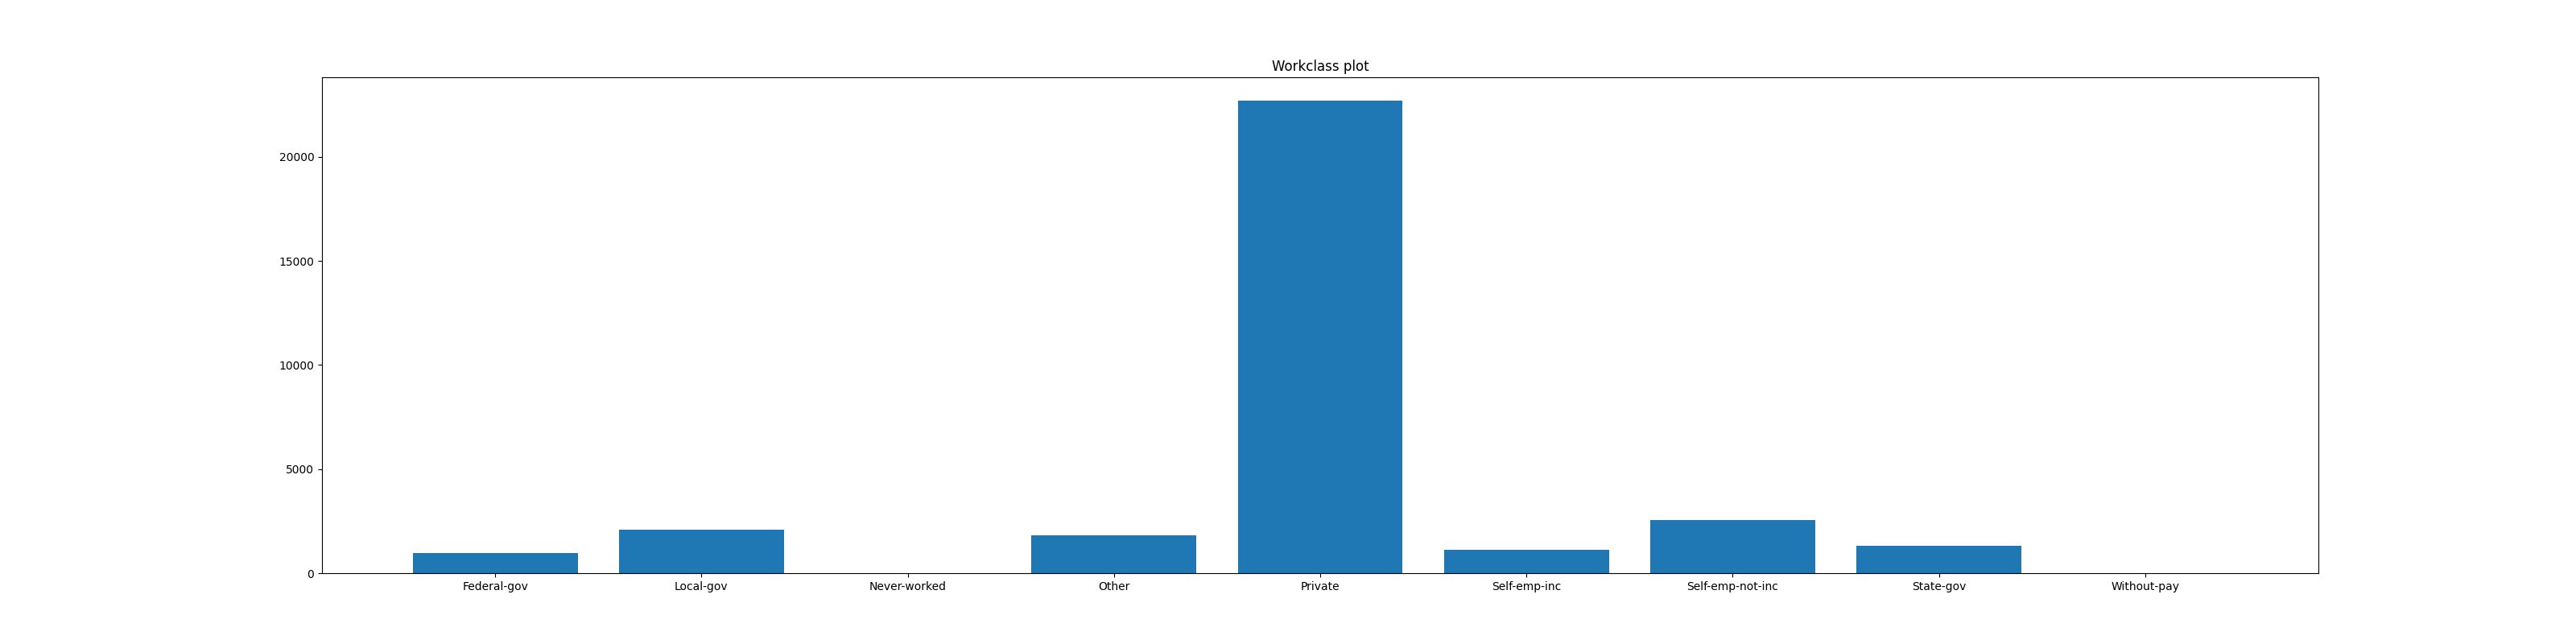 Workclass plot
20000
15000
10000
5000
0
Federal-gov Local-gov Never-worked Other Private Self-emp-inc Self-emp-not-inc State-gov Without-pay